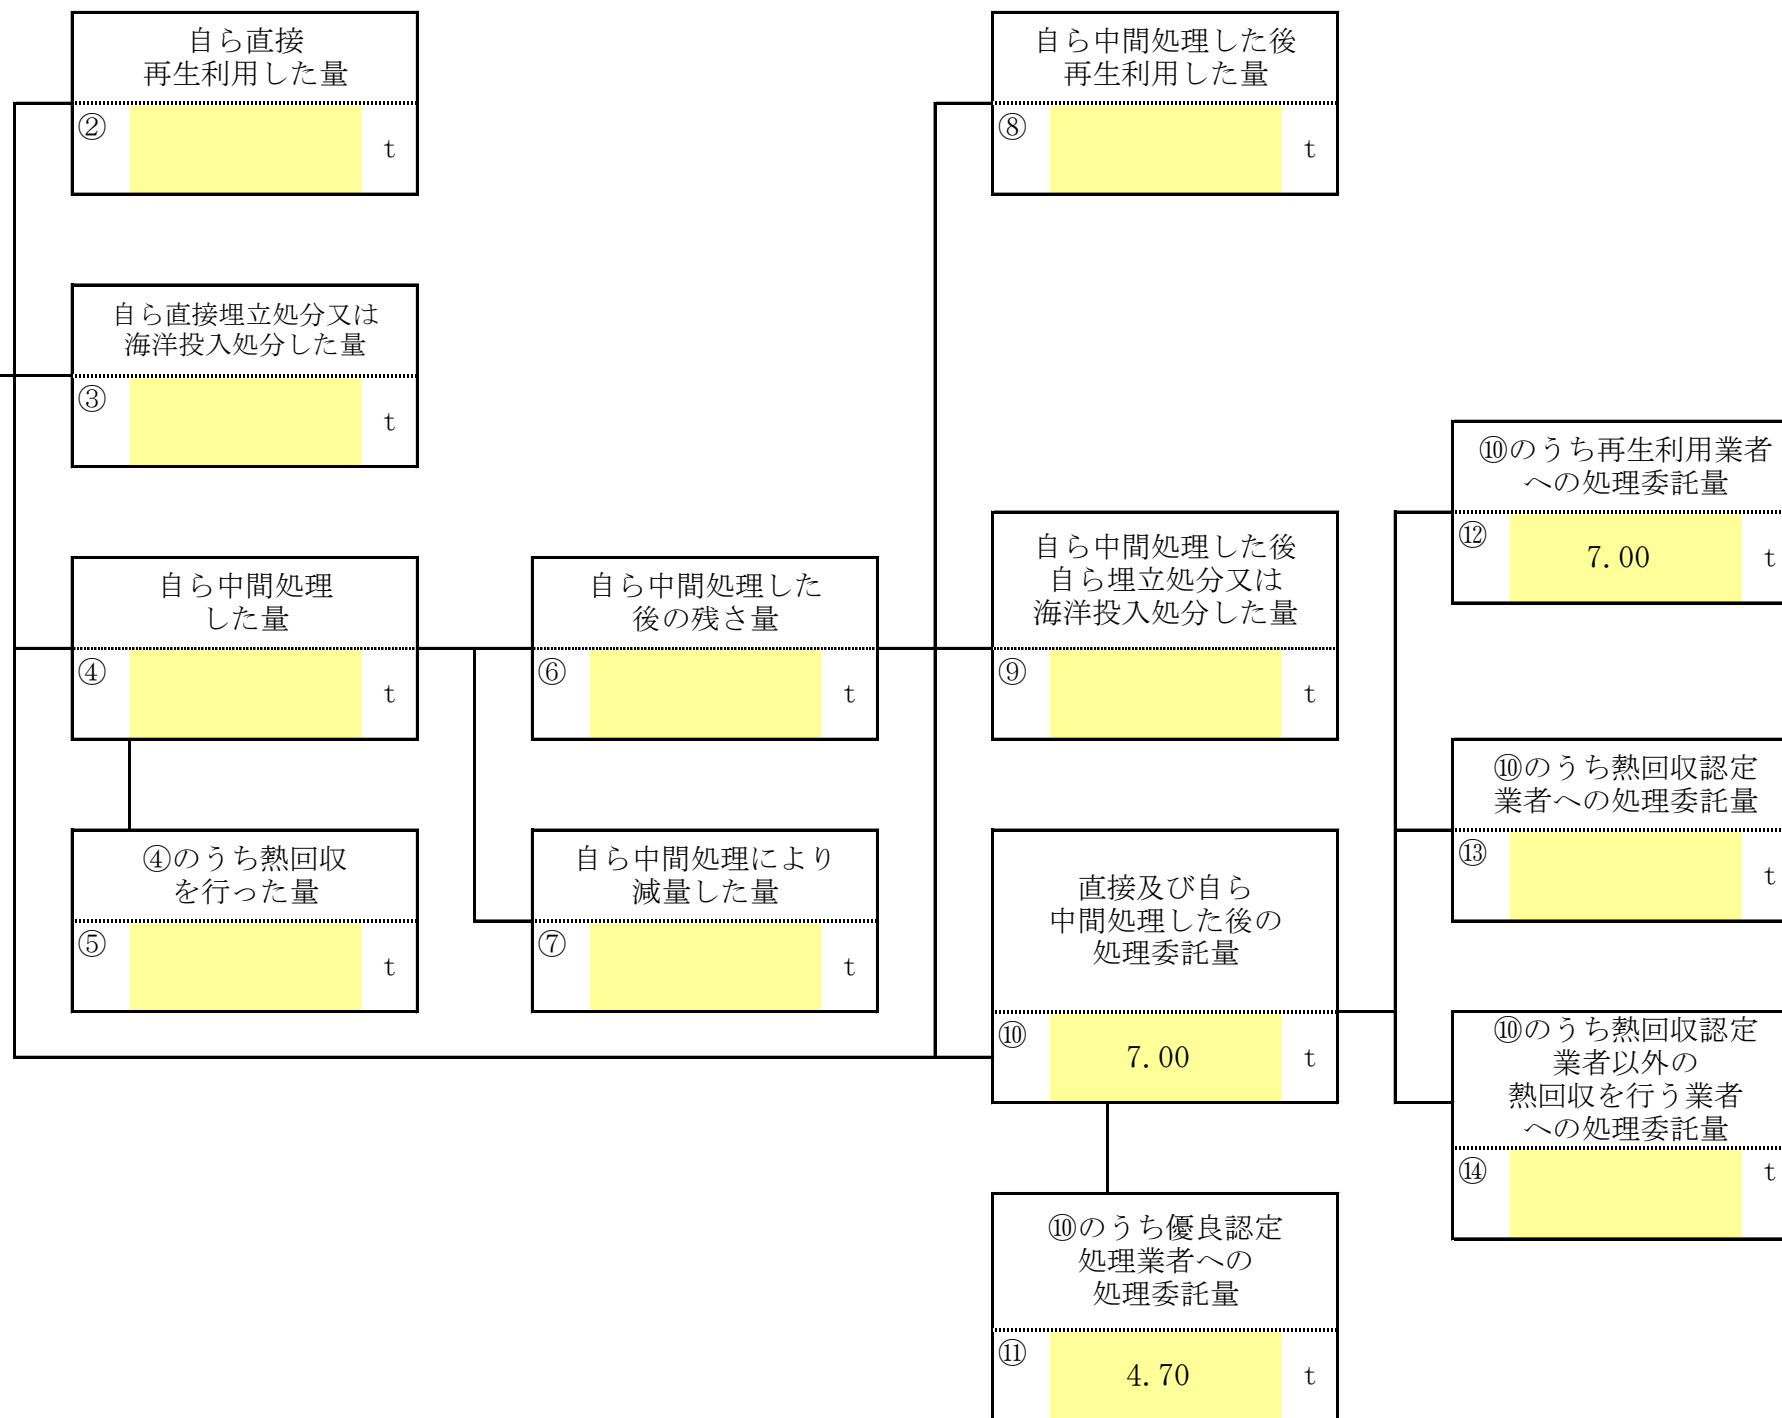 自ら直接
再生利用した量
②
t
自ら中間処理した後
再生利用した量
⑧
t
自ら直接埋立処分又は
海洋投入処分した量
③
t
⑩のうち再生利用業者
への処理委託量
⑫
7.00
t
自ら中間処理
した量
④
t
自ら中間処理した
後の残さ量
⑥
t
自ら中間処理した後
自ら埋立処分又は
海洋投入処分した量
⑨
t
⑩のうち熱回収認定
業者への処理委託量
⑬
t
④のうち熱回収
を行った量
⑤
t
自ら中間処理により
減量した量
⑦
t
直接及び自ら
中間処理した後の
処理委託量
⑩
7.00
t
⑩のうち熱回収認定
業者以外の
熱回収を行う業者
への処理委託量
⑭
t
⑩のうち優良認定
処理業者への
処理委託量
⑪
4.70
t